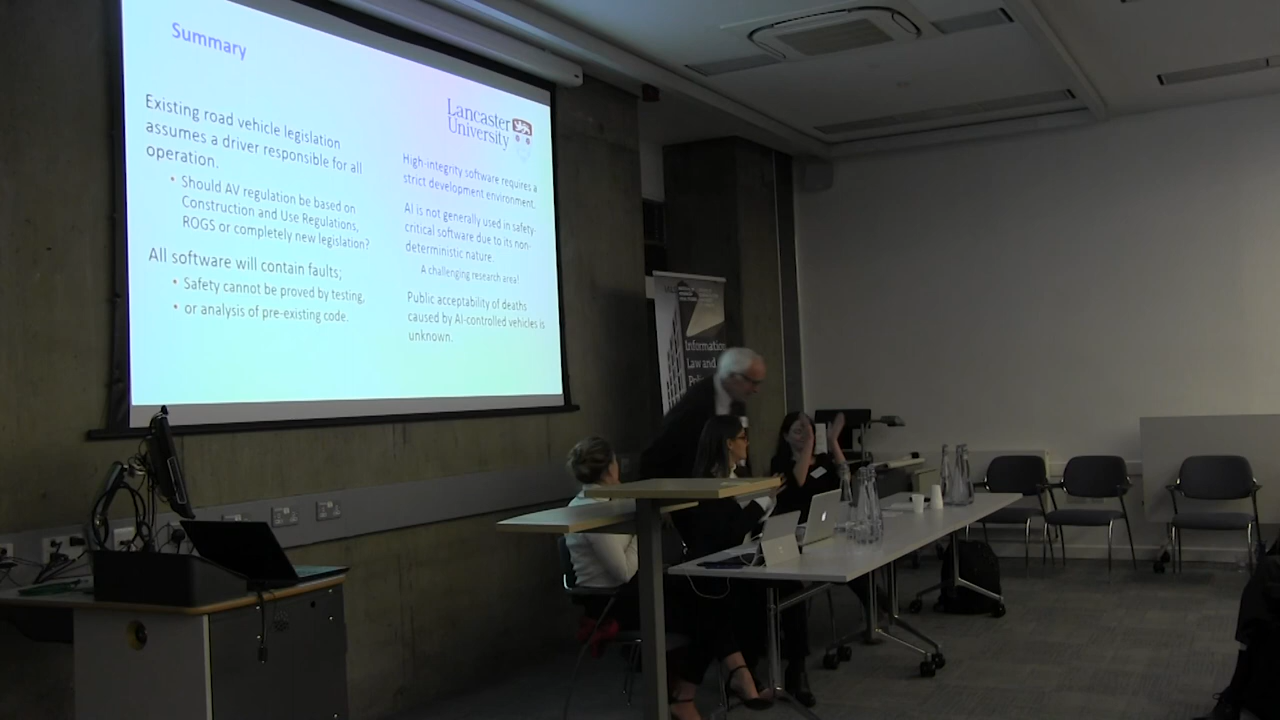 Summary
Existing road vehicle legislation
assumes a driver responsible for all
operation.
• Should AV regulation be based on
Construction and Use Regulations,
ROGS or completely new legislation?
All software will contain faults;
• Safety cannot be proved by testing,
• or analysis of pre-existing code.
Lancaster
University
High-integrity software requires a
strict development environment.
AI is not generally used in safety-
critical software due to its non-
deterministic nature.
A challenging research area!
Public acceptability of deaths
caused by AI-controlled vehicles is
unknown.
Information
Law and